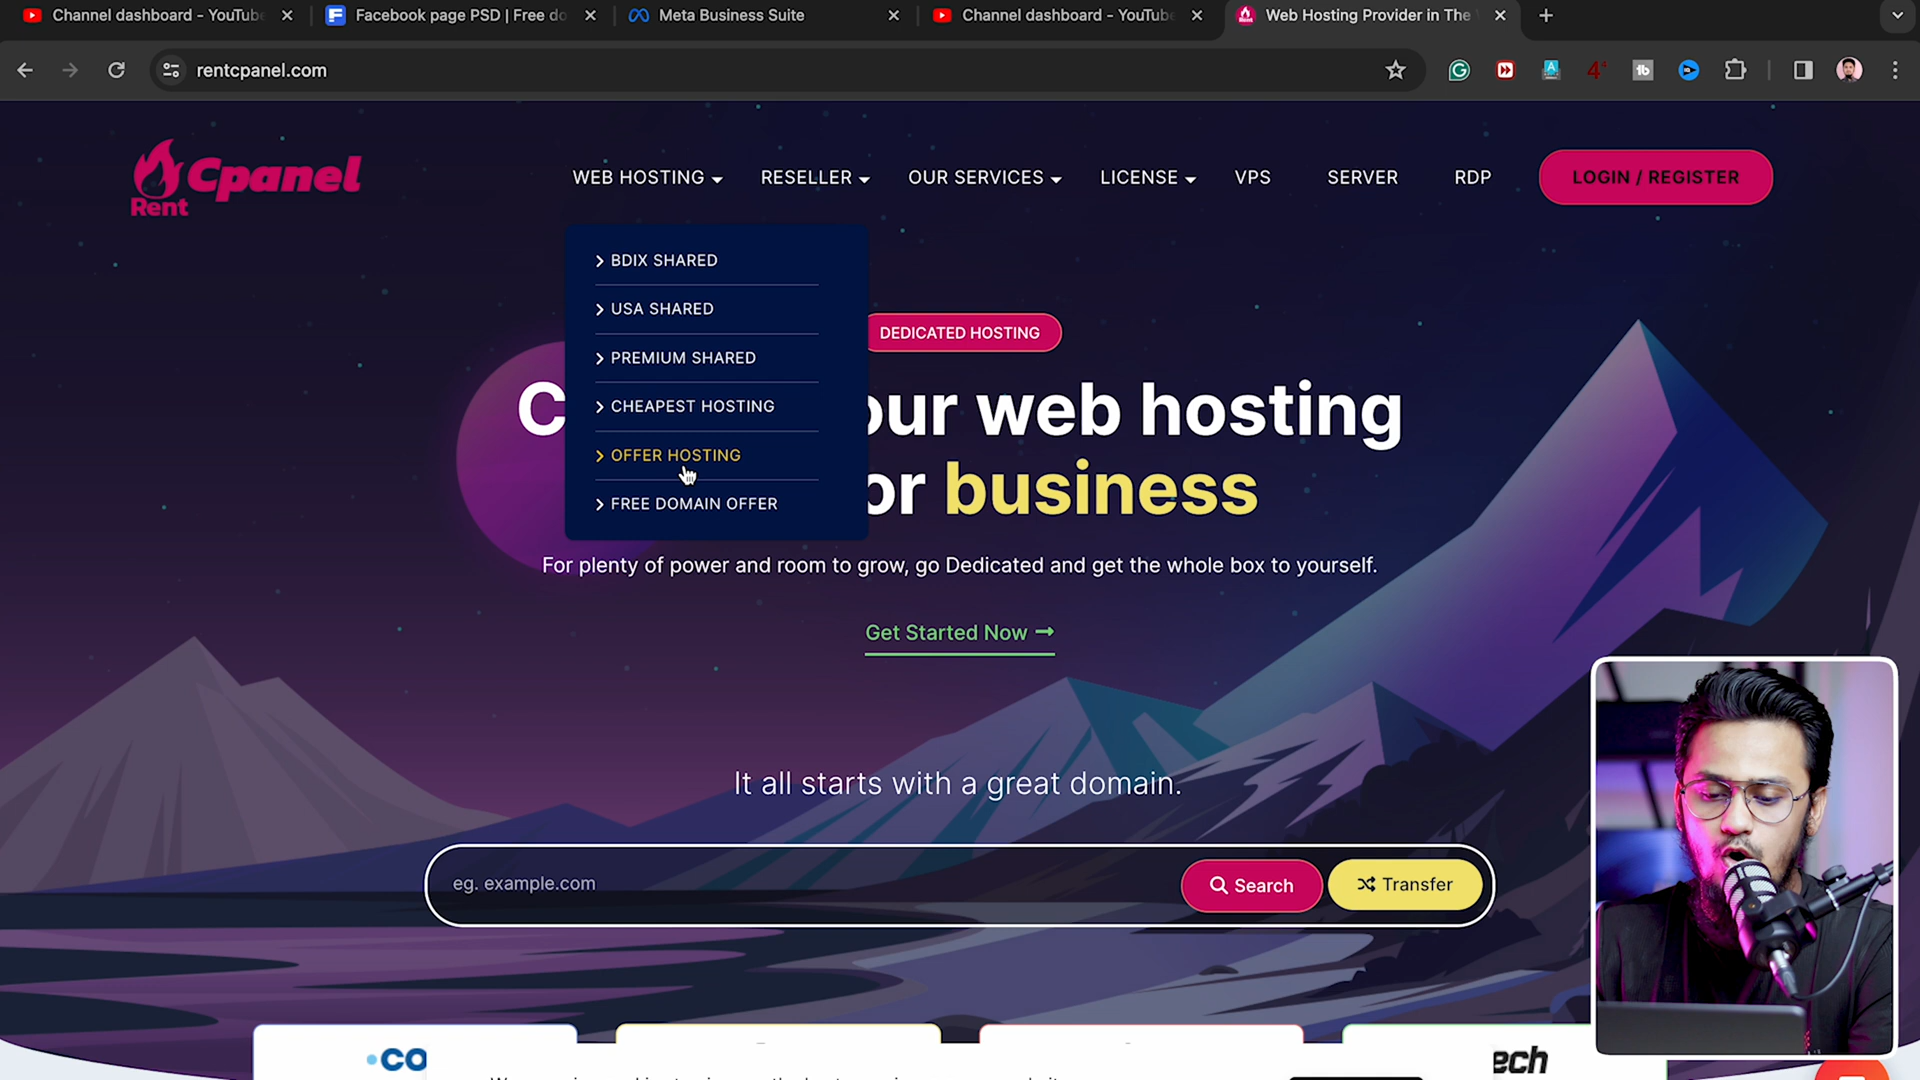 Channel dashboard - YouTube
Facebook page PSD | Free do
Meta Business Suite
Channel dashboard - YouTube
Web Hosting Provider in The
rentcpanel.com
Rent Cpanel
WEB HOSTING
RESELLER
OUR SERVICES
LICENSE
VPS
SERVER
RDP
LOGIN / REGISTER
BDIX SHARED
USA SHARED
PREMIUM SHARED
CHEAPEST HOSTING
OFFER HOSTING
FREE DOMAIN OFFER
DEDICATED HOSTING
C our web hosting
or business
For plenty of power and room to grow, go Dedicated and get the whole box to yourself.
Get Started Now
It all starts with a great domain.
eg. example.com
Search
Transfer